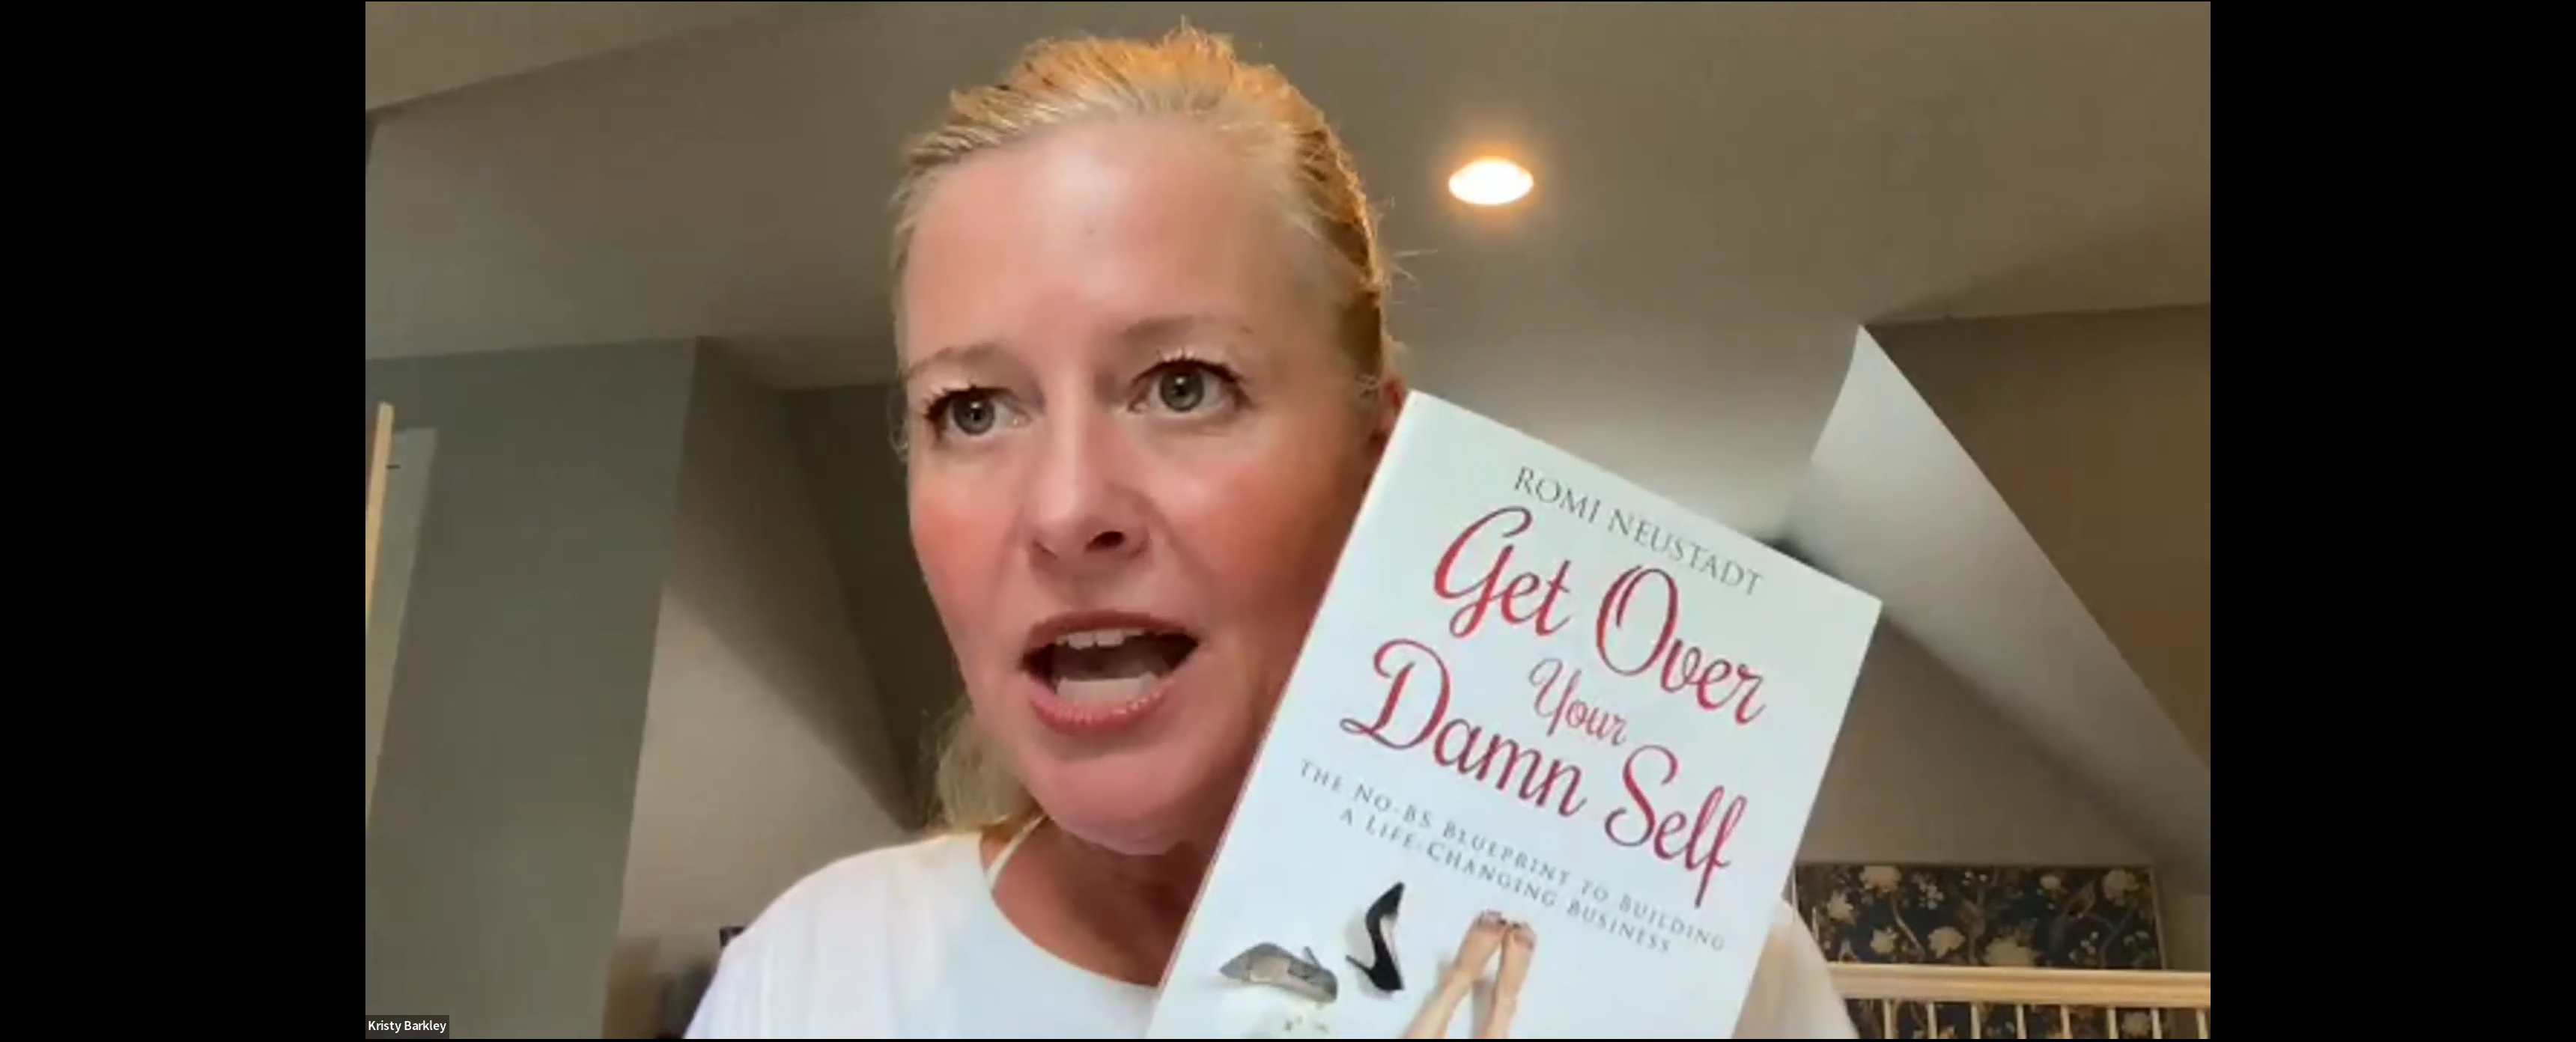 ROMI NEUSTADT
Get Over
Your
Damn Self
THE NO-BS BLUEPRINT TO BUILDING
A LIFE-CHANGING BUSINESS
Kristy Barkley